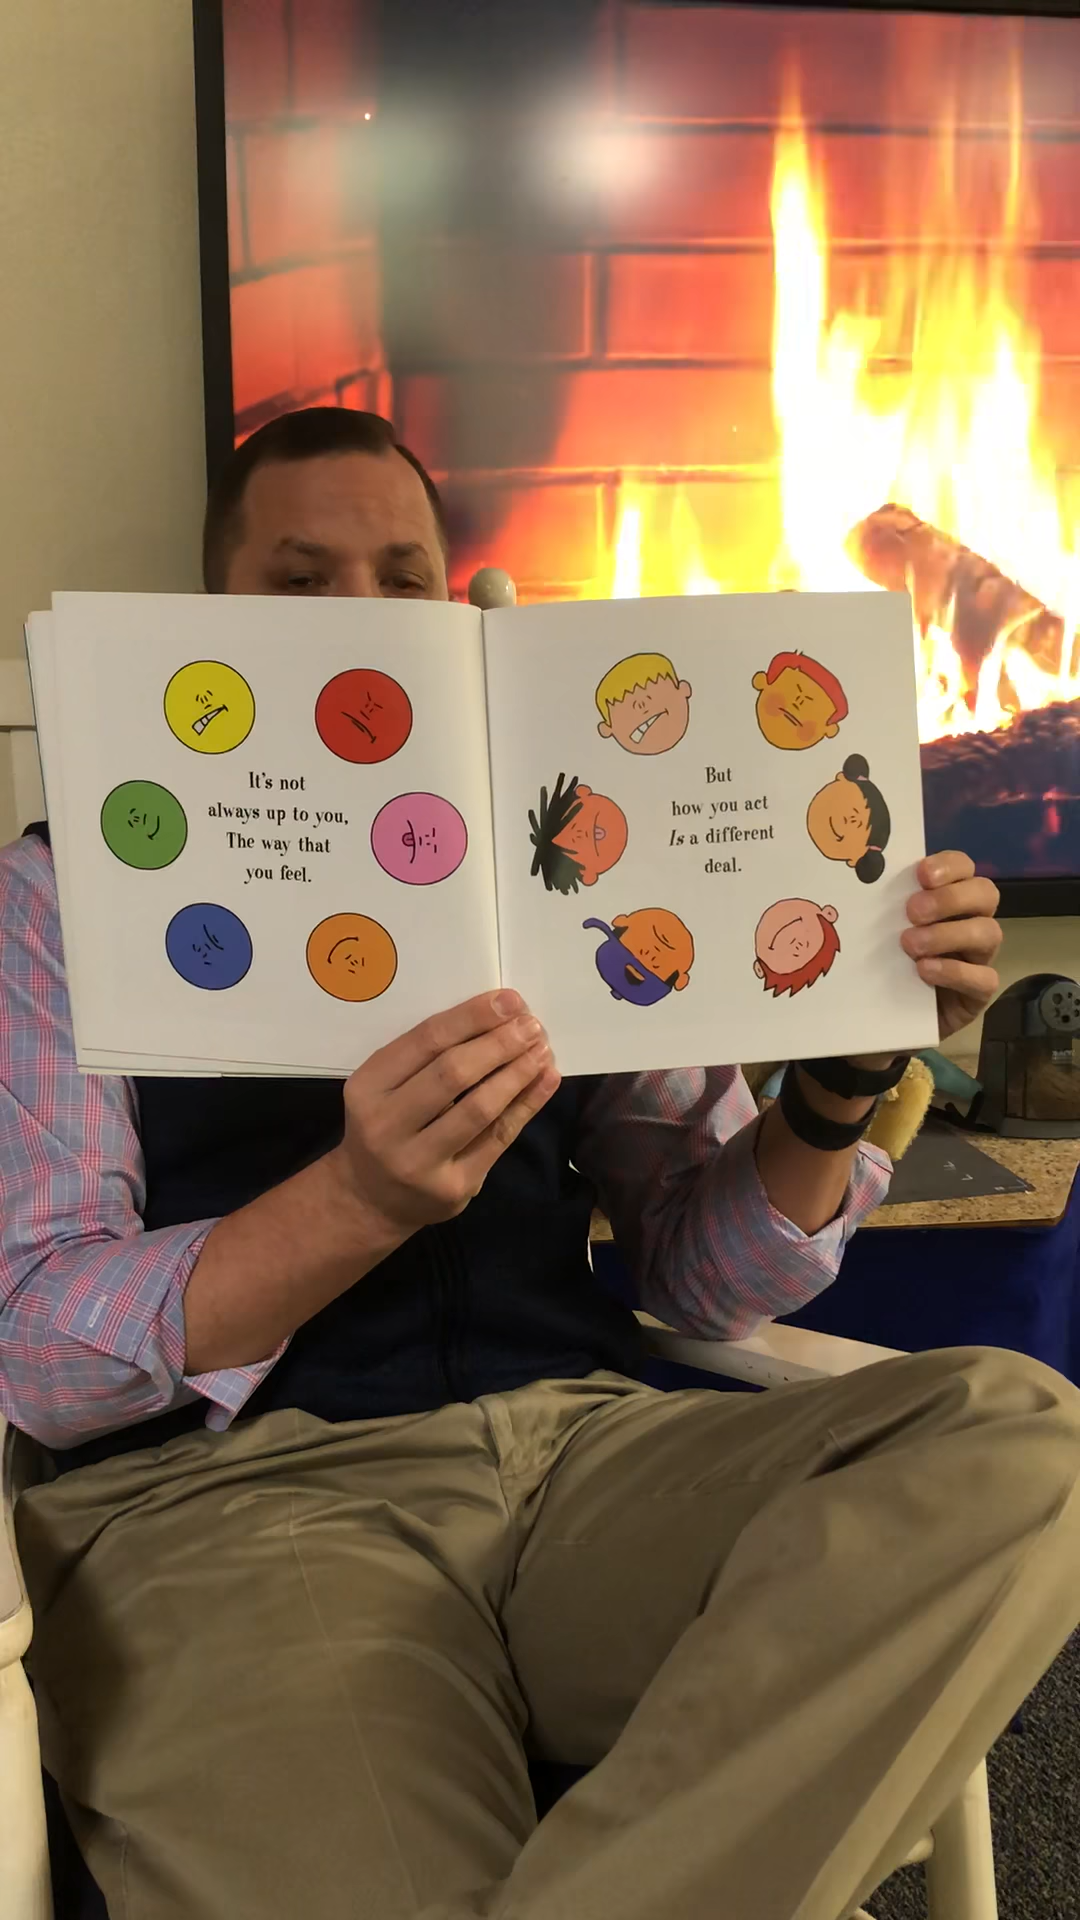 It's not
always up to you,
The way that
you feel.
But
how you act
Is a different
deal.